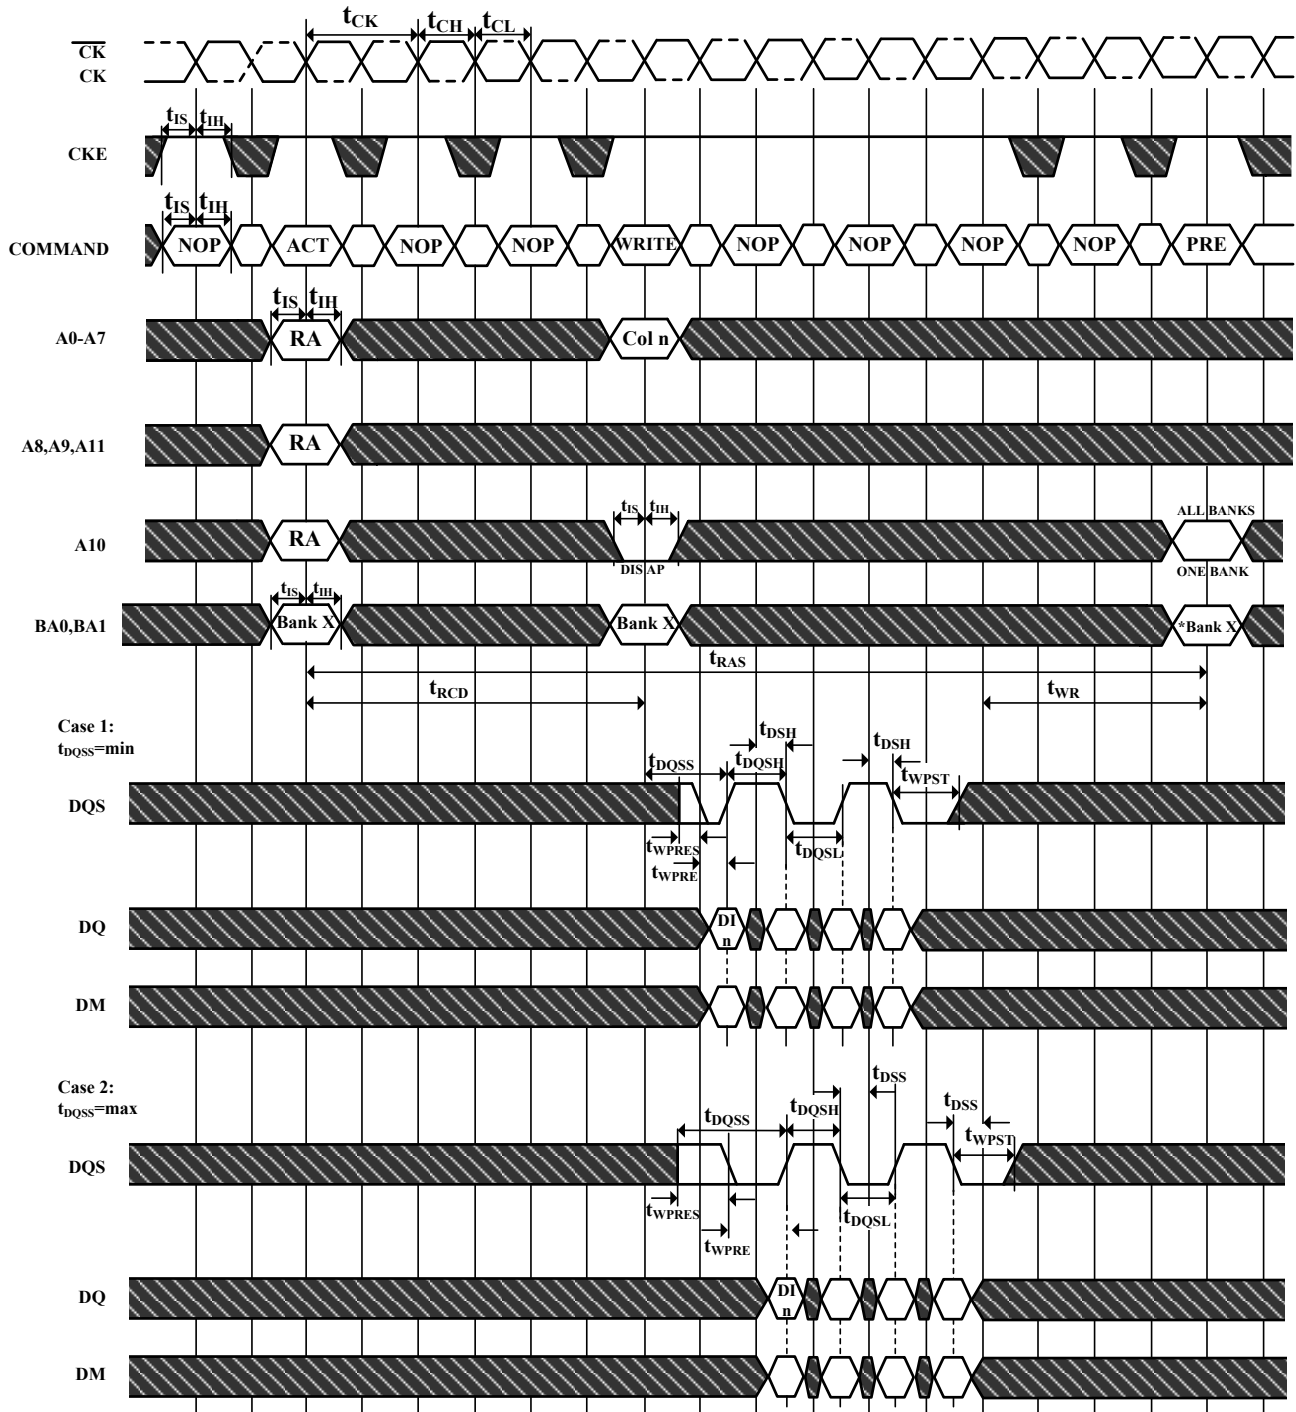 tCK tCH tCL
CK
CK
tIS tIH
CKE
tIS tIH
COMMAND NOP ACT NOP NOP WRITE NOP NOP NOP NOP PRE
tIS tIH
A0-A7 RA Col n
A8,A9,A11 RA
tIS tIH ALL BANKS
A10 RA
DIS AP ONE BANK
tIS tIH
BA0,BA1 Bank X Bank X *Bank X
tRAS
tRCD tWR
Case 1:
tDQSS=min
tDSH tDSH
tDQSS tDQSH tWPST
DQS
tWPRES tDQSL
tWPRE
DQ DI
n
DM
Case 2:
tDQSS=max
tDSS tDSS
tDQSS tDQSH tWPST
DQS
tWPRES tDQSL
tWPRE
DQ DI
n
DM